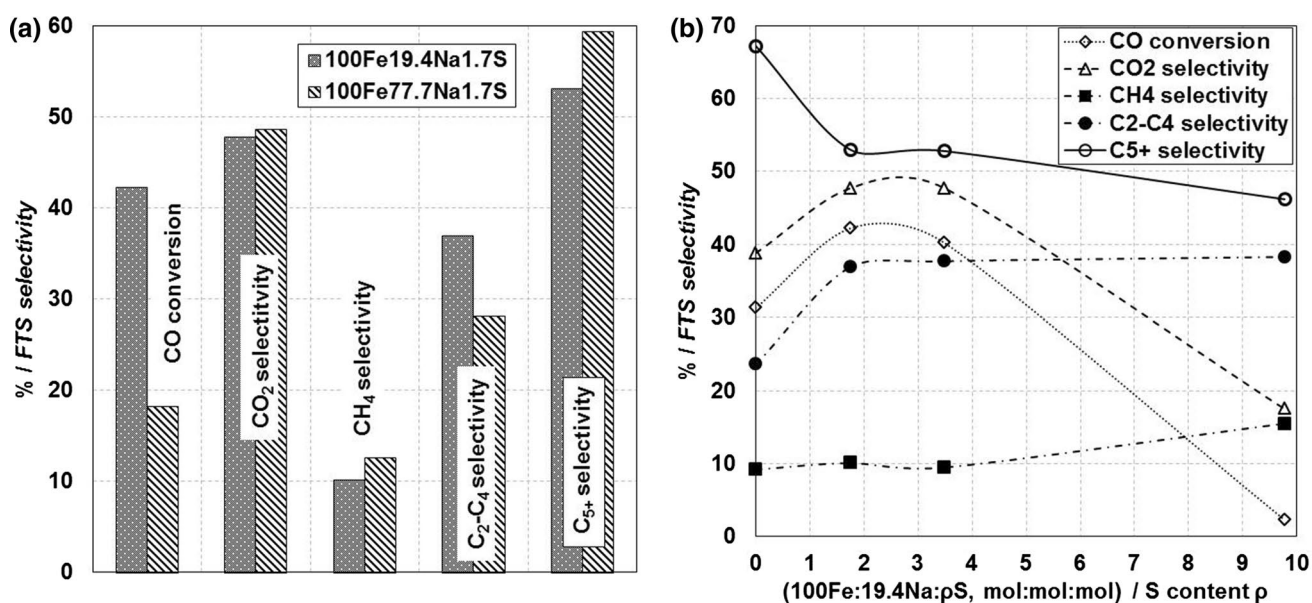 (a)
% / FTS selectivity
60
50
40
30
20
10
0
100Fe19.4Na1.7S
100Fe77.7Na1.7S
CO conversion
CO2 selectitvity
CH4 selectivity
C2-C4 selectivity
C5+ selectivity
(b)
% / FTS selectivity
80
70
60
50
40
30
20
10
0
CO conversion
CO2 selectivity
CH4 selectivity
C2-C4 selectivity
C5+ selectivity
0 1 2 3 4 5 6 7 8 9 10
(100Fe:19.4Na:ρS, mol:mol:mol) / S content ρ